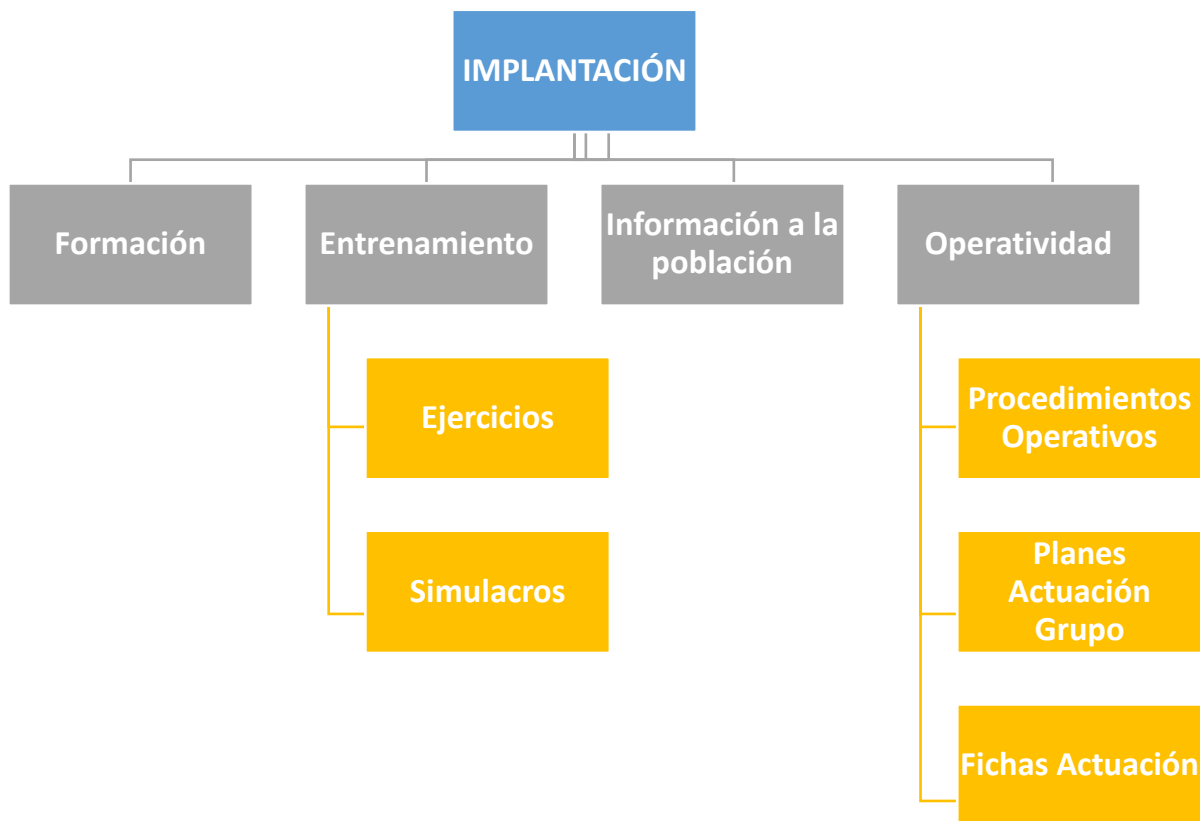 IMPLANTACIÓN
Formación
Entrenamiento
Información a la
población
Operatividad
Ejercicios
Simulacros
Procedimientos
Operativos
Planes
Actuación
Grupo
Fichas Actuación